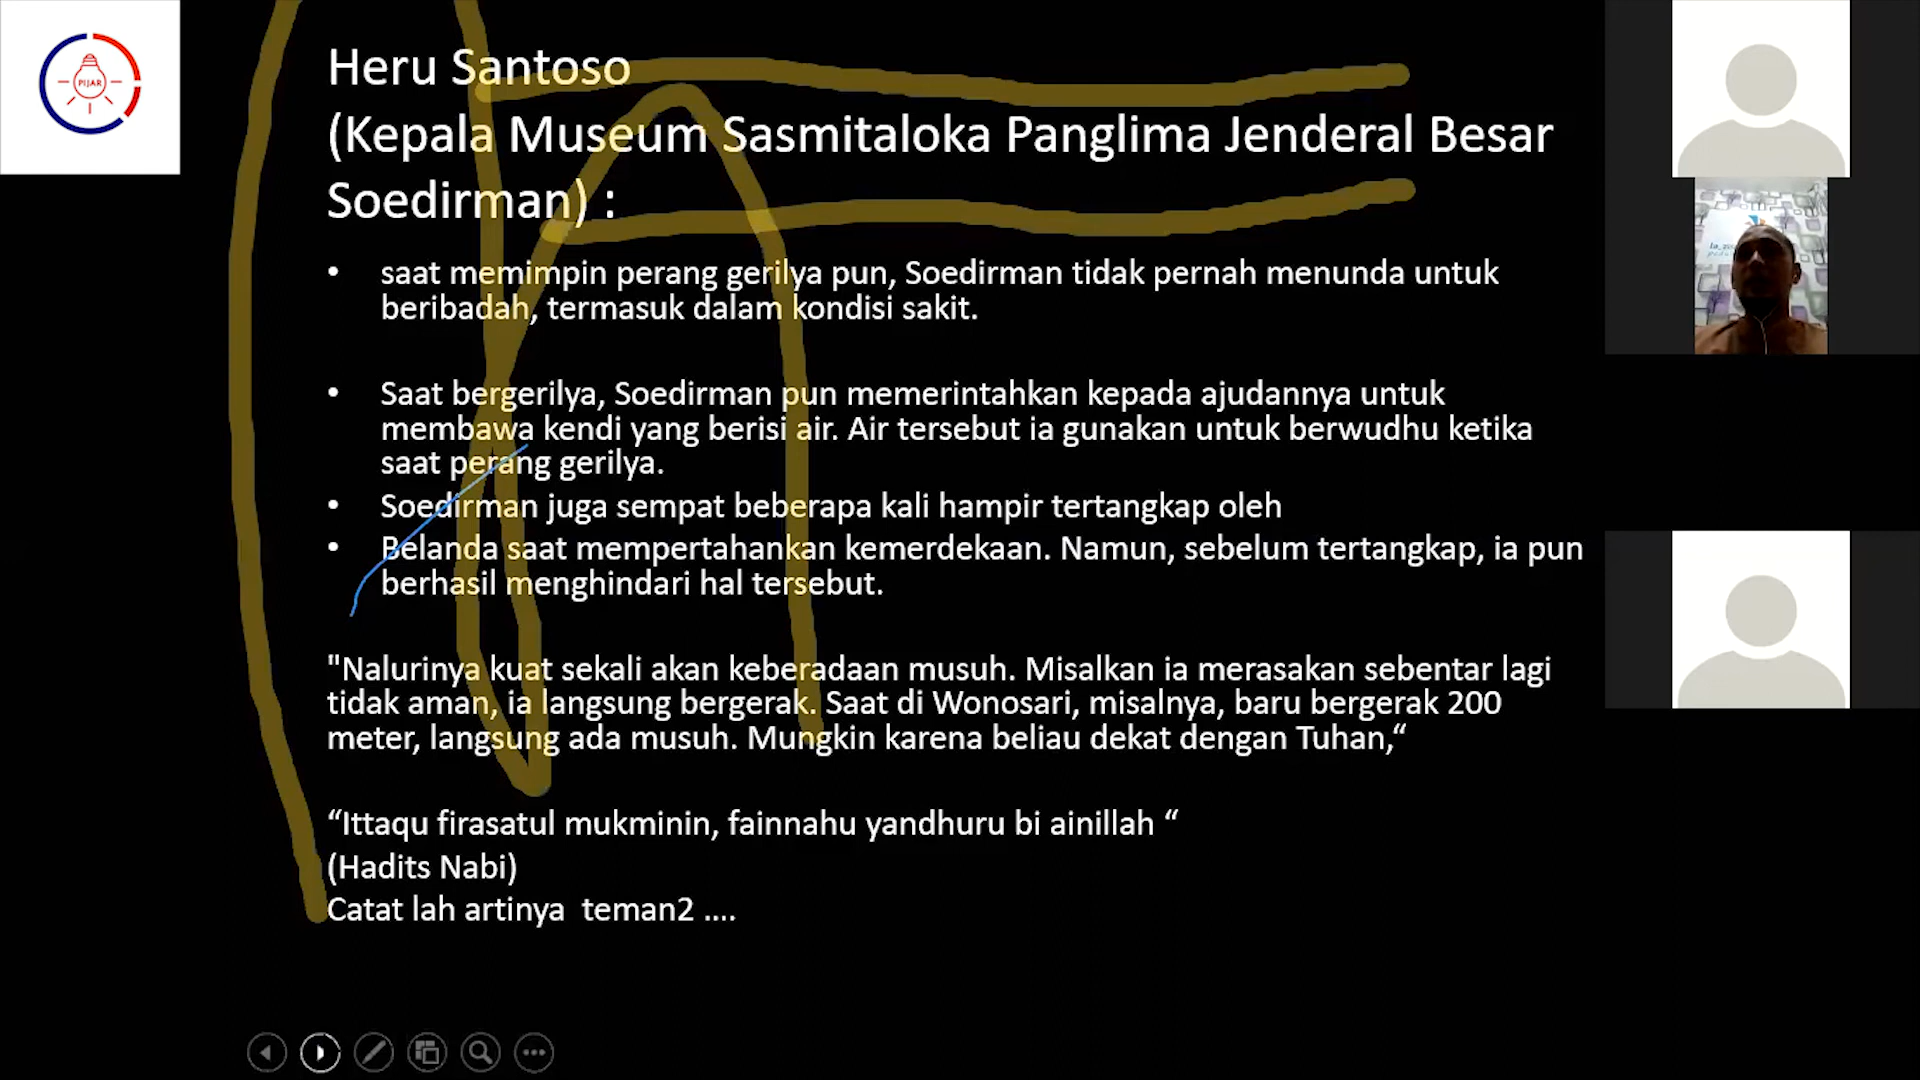 PIJAR
Heru Santoso
(Kepala Museum Sasmitaloka Panglima Jenderal Besar
Soedirman) :
• saat memimpin perang gerilya pun, Soedirman tidak pernah menunda untuk
beribadah, termasuk dalam kondisi sakit.
• Saat bergerilya, Soedirman pun memerintahkan kepada ajudannya untuk
membawa kendi yang berisi air. Air tersebut ia gunakan untuk berwudhu ketika
saat perang gerilya.
• Soedirman juga sempat beberapa kali hampir tertangkap oleh
• Belanda saat mempertahankan kemerdekaan. Namun, sebelum tertangkap, ia pun
berhasil menghindari hal tersebut.
"Nalurinya kuat sekali akan keberadaan musuh. Misalkan ia merasakan sebentar lagi
tidak aman, ia langsung bergerak. Saat di Wonosari, misalnya, baru bergerak 200
meter, langsung ada musuh. Mungkin karena beliau dekat dengan Tuhan,“
“Ittaqu firasatul mukminin, fainnahu yandhuru bi ainillah “
(Hadits Nabi)
Catat lah artinya  teman2 ....